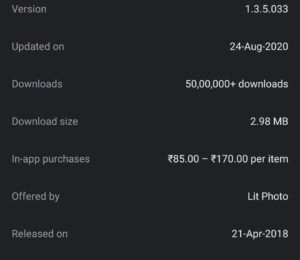 Version 1.3.5.033
Updated on 24-Aug-2020
Downloads 50,00,000+ downloads
Download size 2.98 MB
In-app purchases ₹85.00 – ₹170.00 per item
Offered by Lit Photo
Released on 21-Apr-2018